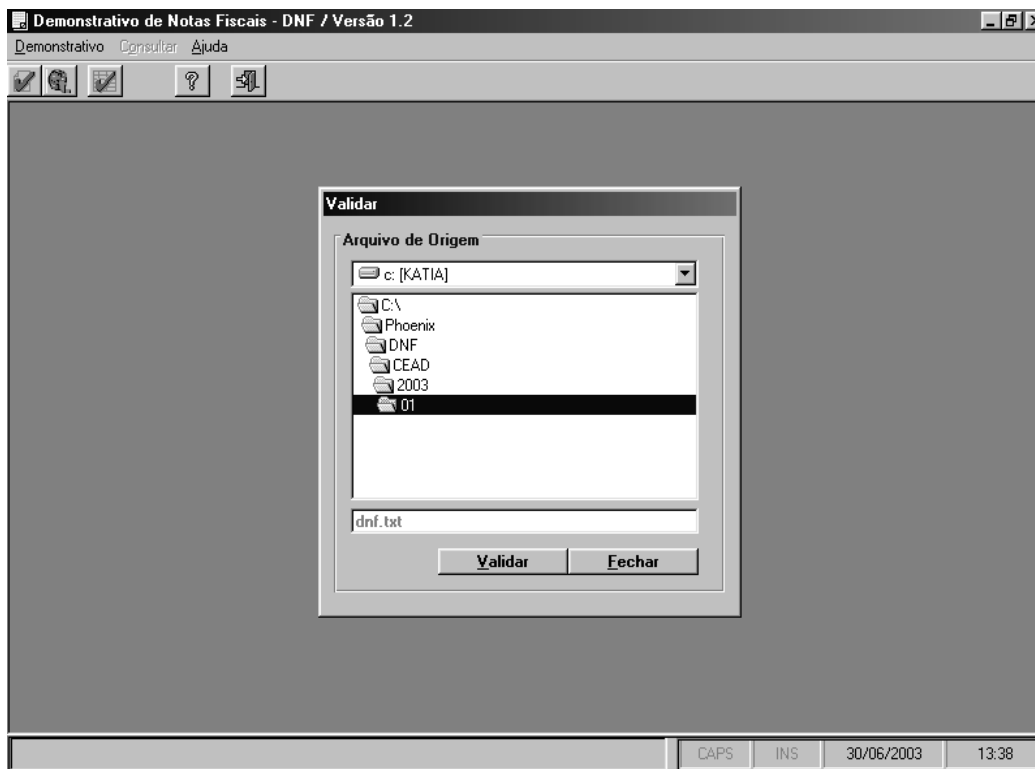 Demonstrativo de Notas Fiscais - DNF / Versão 1.2
Demonstrativo Consultar Ajuda
Validar
Arquivo de Origem
c: [KATIA]
C:\
Phoenix
DNF
CEAD
2003
01
dnf.txt
Validar Fechar
CAPS INS 30/06/2003 13:38